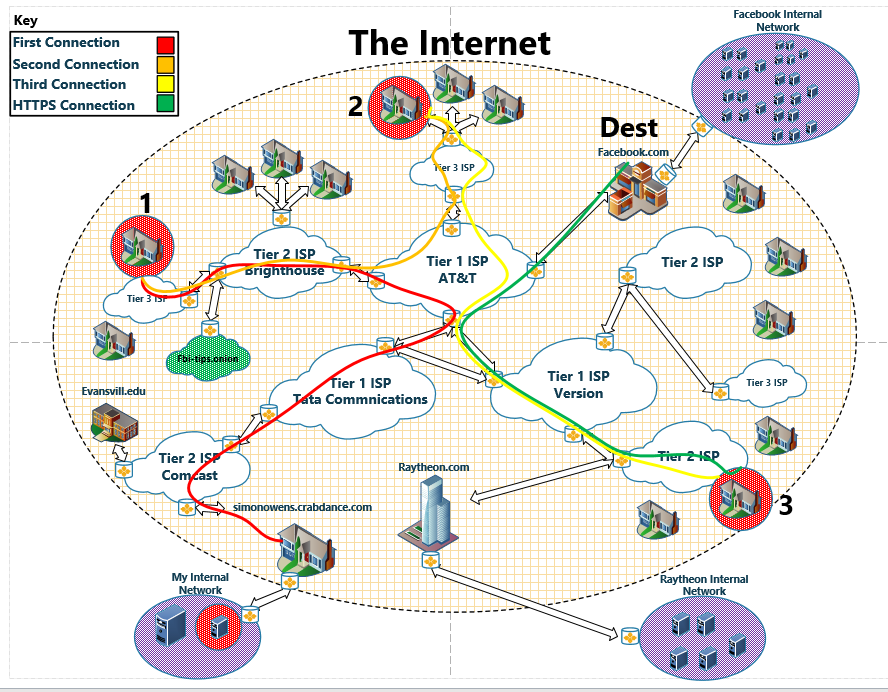 Key
First Connection
Second Connection
Third Connection
HTTPS Connection
The Internet
Facebook Internal
Network
2
Dest
Facebook.com
Tier 3 ISP
1
Tier 2 ISP
Brighthouse
Tier 1 ISP
AT&T
Tier 2 ISP
Tier 3 ISP
Fbi-tips.onion
Tier 1 ISP
Tata Commnications
Tier 1 ISP
Version
Tier 3 ISP
Evansvill.edu
Tier 2 ISP
Comcast
Tier 2 ISP
Raytheon.com
3
simonowens.crabdance.com
My Internal
Network
Raytheon Internal
Network